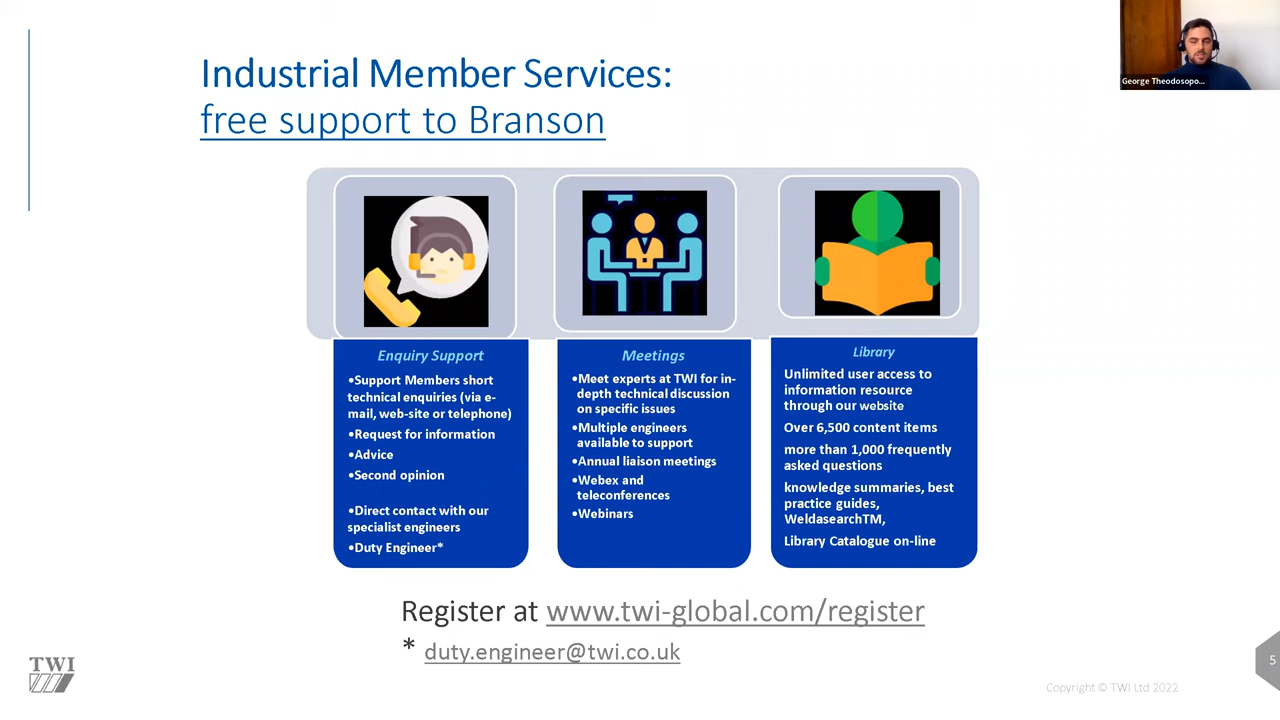 Industrial Member Services:
free support to Branson
George Theodosopo...
Enquiry Support
•Support Members short
technical enquiries (via e-
mail, web-site or telephone)
•Request for information
•Advice
•Second opinion
•Direct contact with our
specialist engineers
•Duty Engineer*
Meetings
•Meet experts at TWI for in-
depth technical discussion
on specific issues
•Multiple engineers
available to support
•Annual liaison meetings
•Webex and
teleconferences
•Webinars
Library
Unlimited user access to
information resource
through our website
Over 6,500 content items
more than 1,000 frequently
asked questions
knowledge summaries, best
practice guides,
WeldasearchTM,
Library Catalogue on-line
Register at www.twi-global.com/register
* duty.engineer@twi.co.uk
TWI
Copyright © TWI Ltd 2022
5